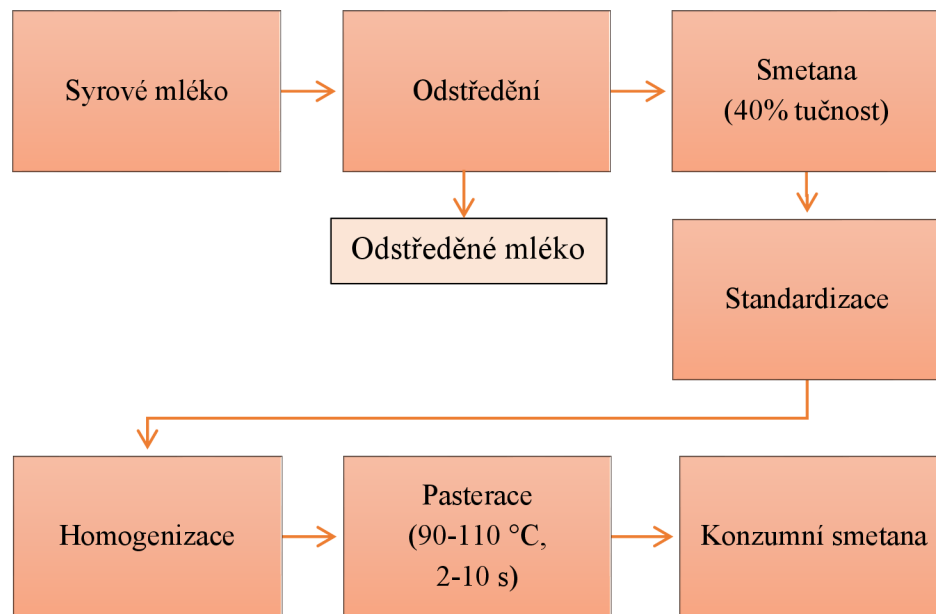 Syrové mléko
Odstředění
Smetana
(40% tučnost)
Odstředěné mléko
Standardizace
Homogenizace
Pasterace
(90-110 °C,
2-10 s)
Konzumní smetana